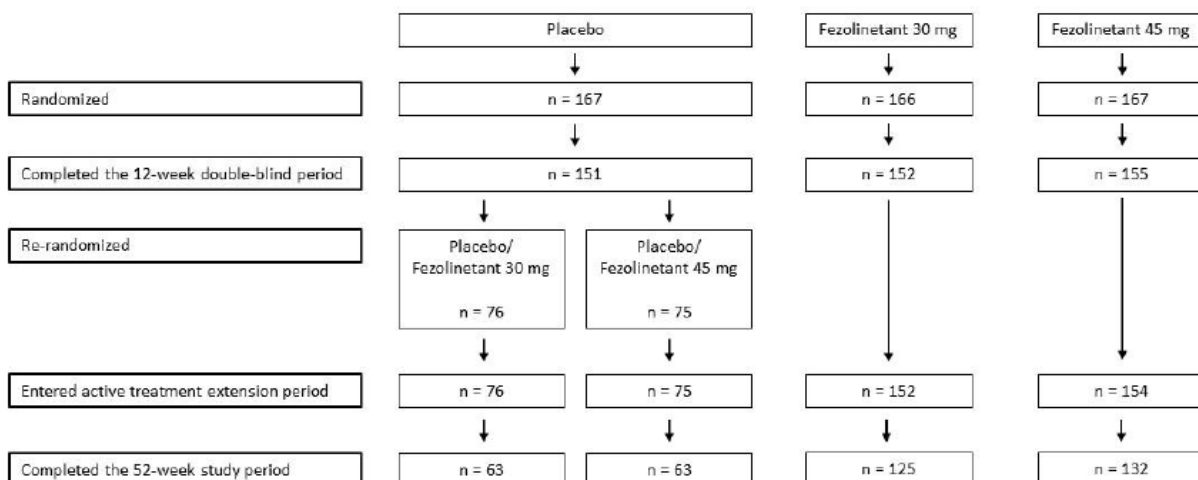 Placebo
Fezolinetant 30 mg
Fezolinetant 45 mg
Randomized
n = 167
n = 166
n = 167
Completed the 12-week double-blind period
n = 151
n = 152
n = 155
Re-randomized
Placebo/
Fezolinetant 30 mg
n = 76
Placebo/
Fezolinetant 45 mg
n = 75
Entered active treatment extension period
n = 76
n = 75
n = 152
n = 154
Completed the 52-week study period
n = 63
n = 63
n = 125
n = 132